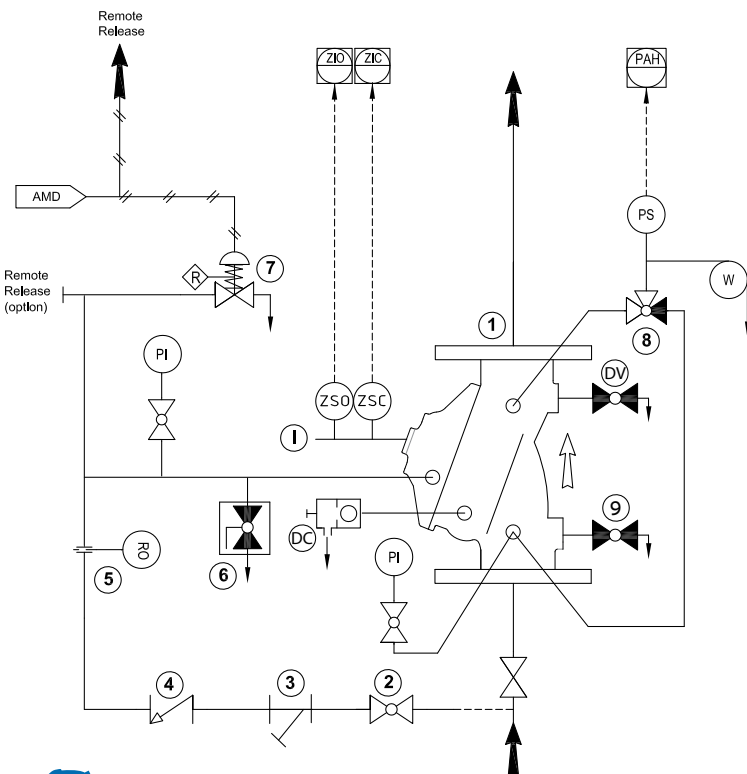 Remote
Release
ZIO
ZIC
PAH
AMD
PS
Remote
Release
(option)
R
7
W
1
8
PI
DV
ZSO
ZSC
I
DC
9
RO
5
6
PI
4
3
2